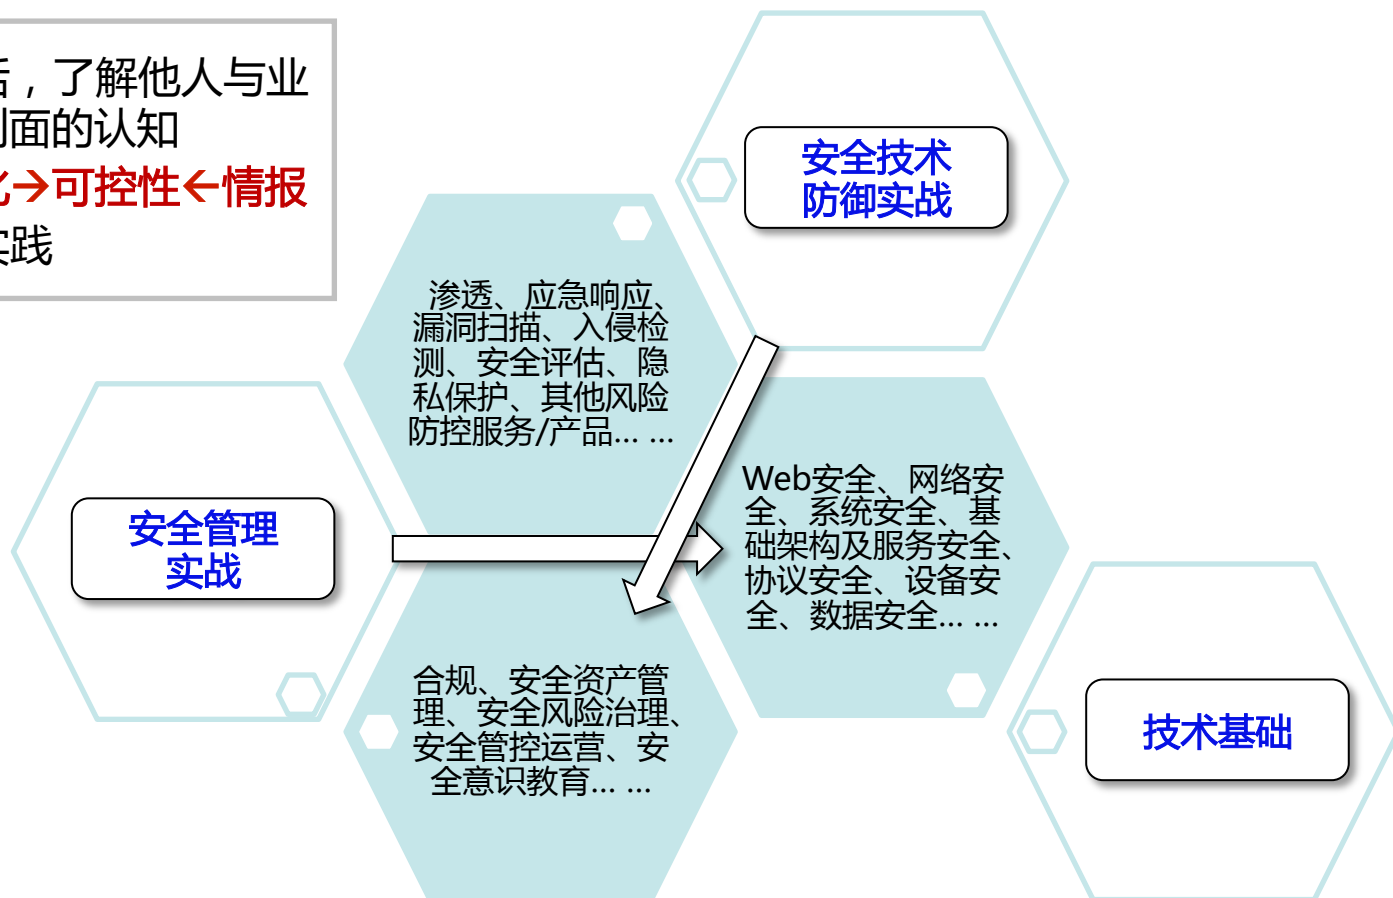 ，了解他人与业
面的认知
→可控性←情报
实践
安全技术
防御实战
渗透、应急响应、
漏洞扫描、入侵检
测、安全评估、隐
私保护、其他风险
防控服务/产品... ...
Web安全、网络安
全、系统安全、基
础架构及服务安全、
协议安全、设备安
全、数据安全... ...
安全管理
实战
合规、安全资产管
理、安全风险治理、
安全管控运营、安
全意识教育... ...
技术基础